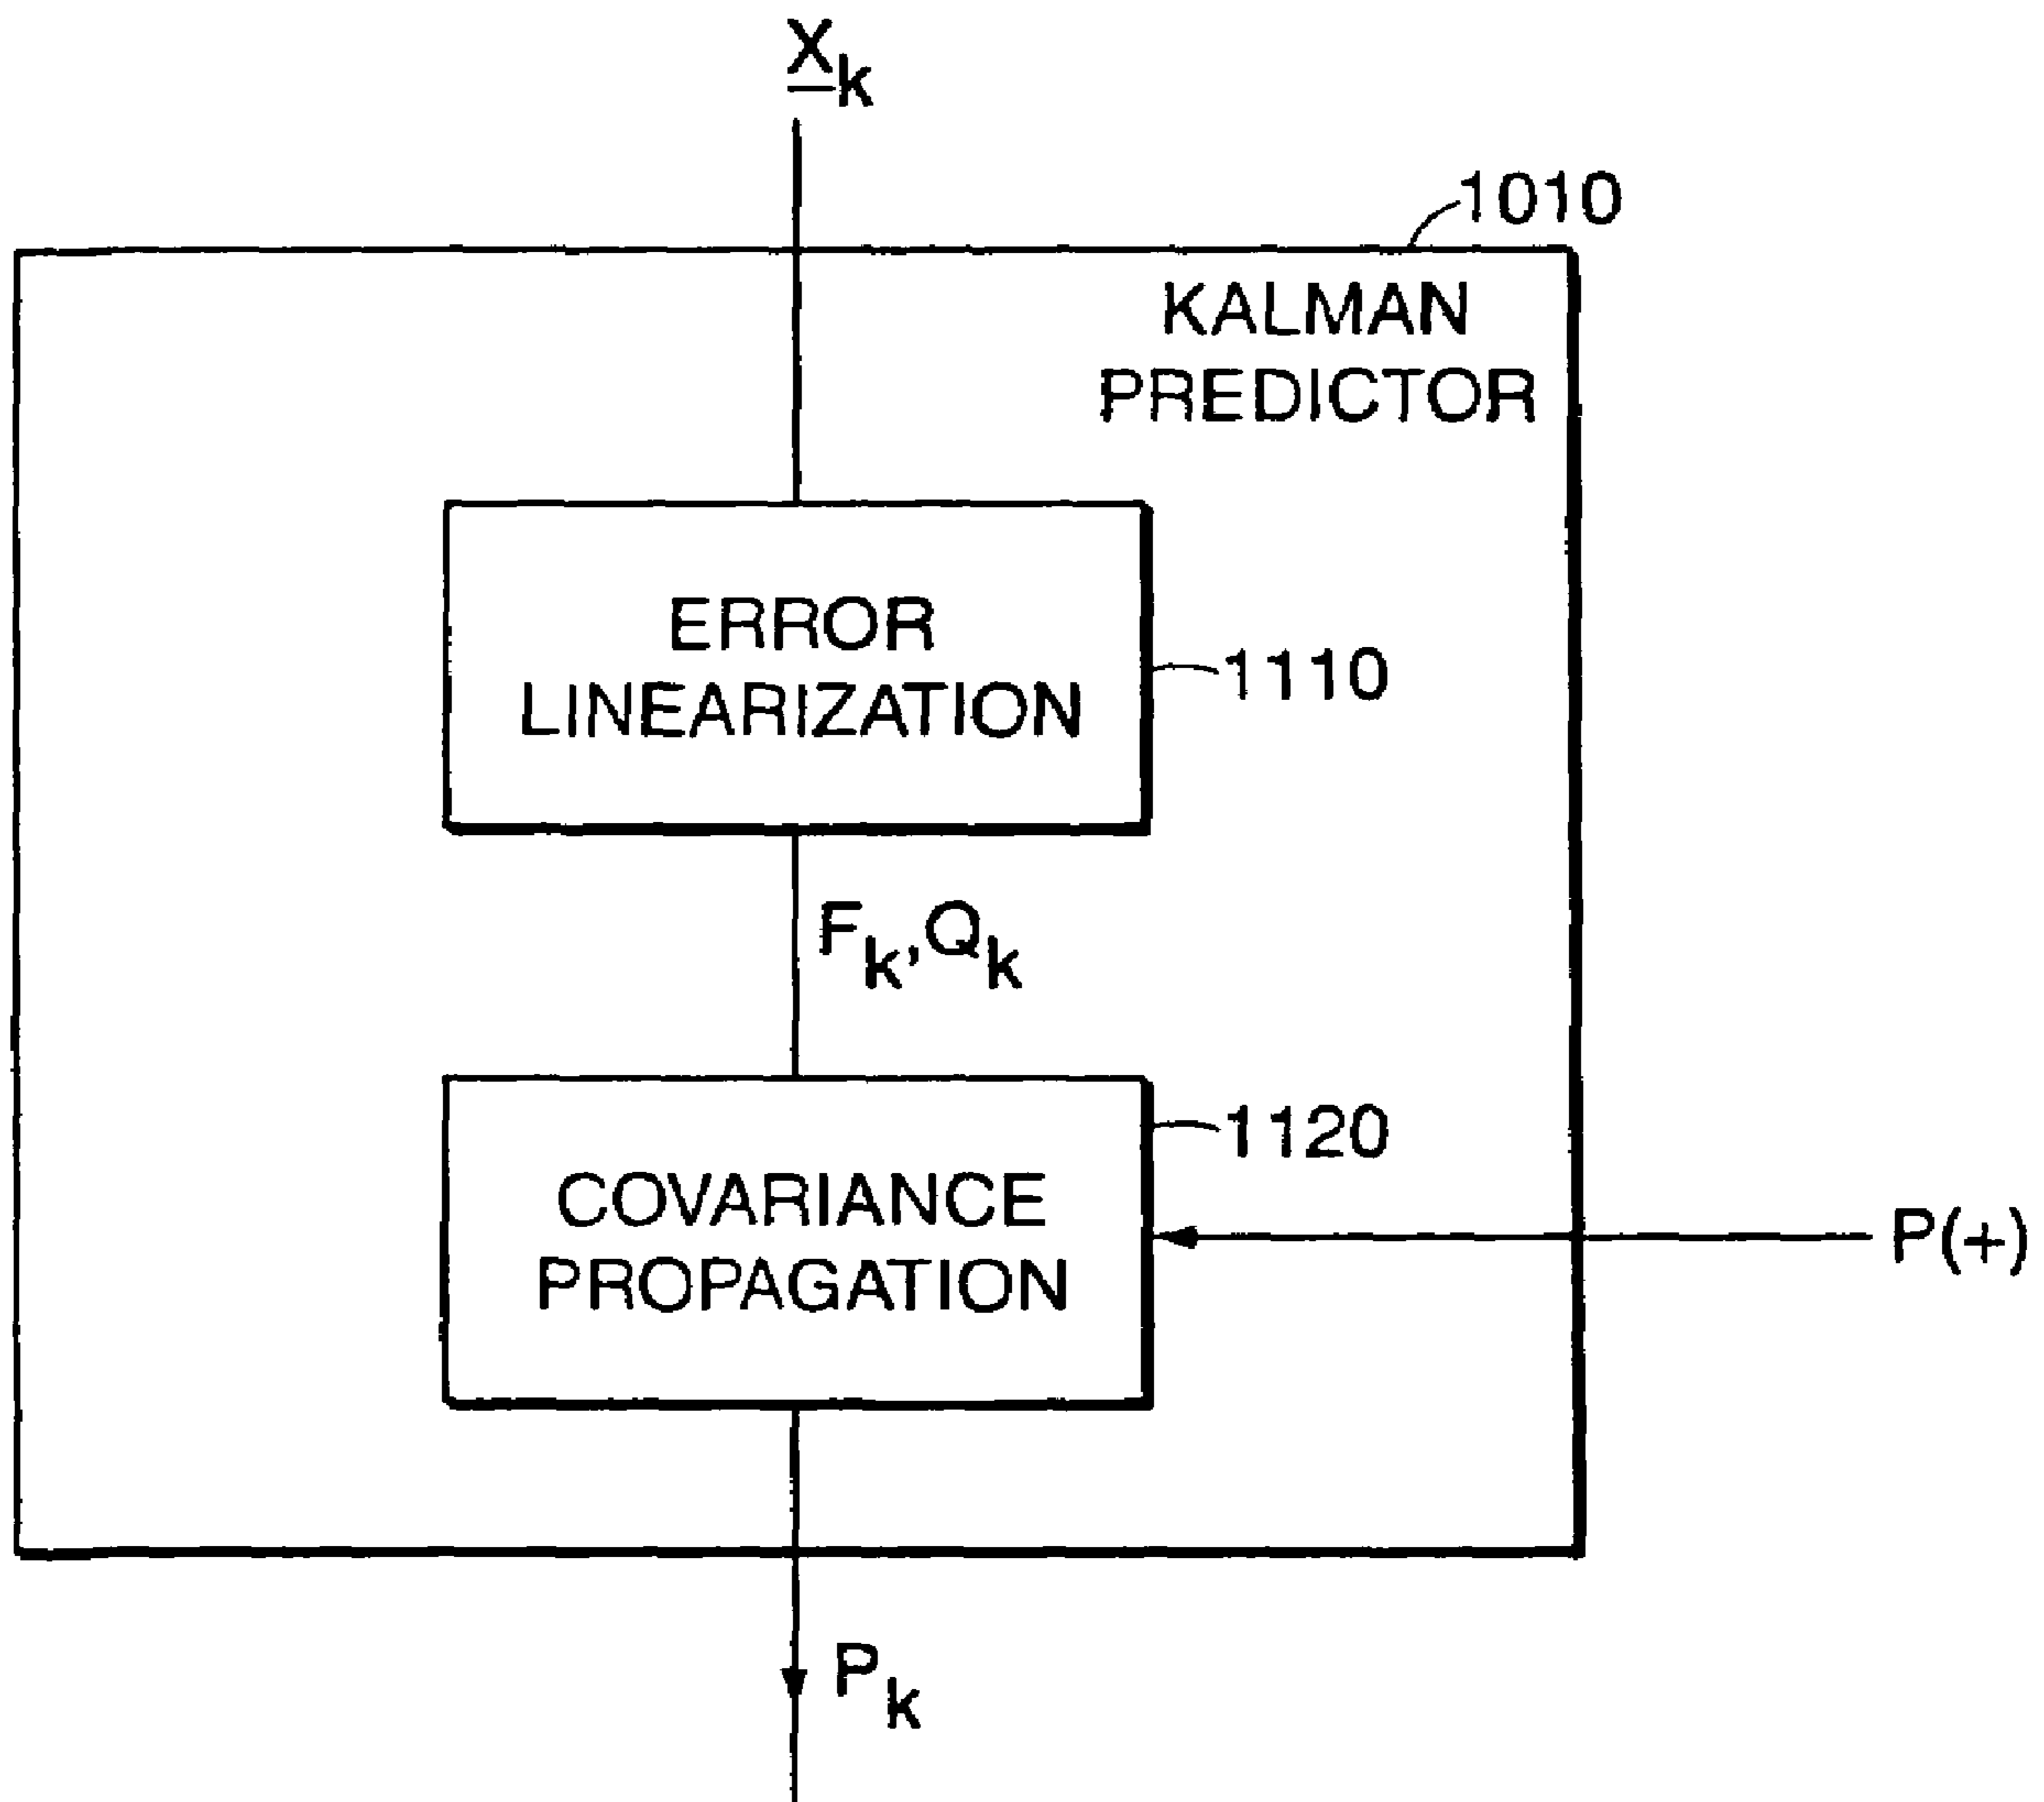 X_k
1010
KALMAN
PREDICTOR
ERROR
LINEARIZATION
1110
F_k,Q_k
1120
COVARIANCE
PROPAGATION
P(+)
P_k